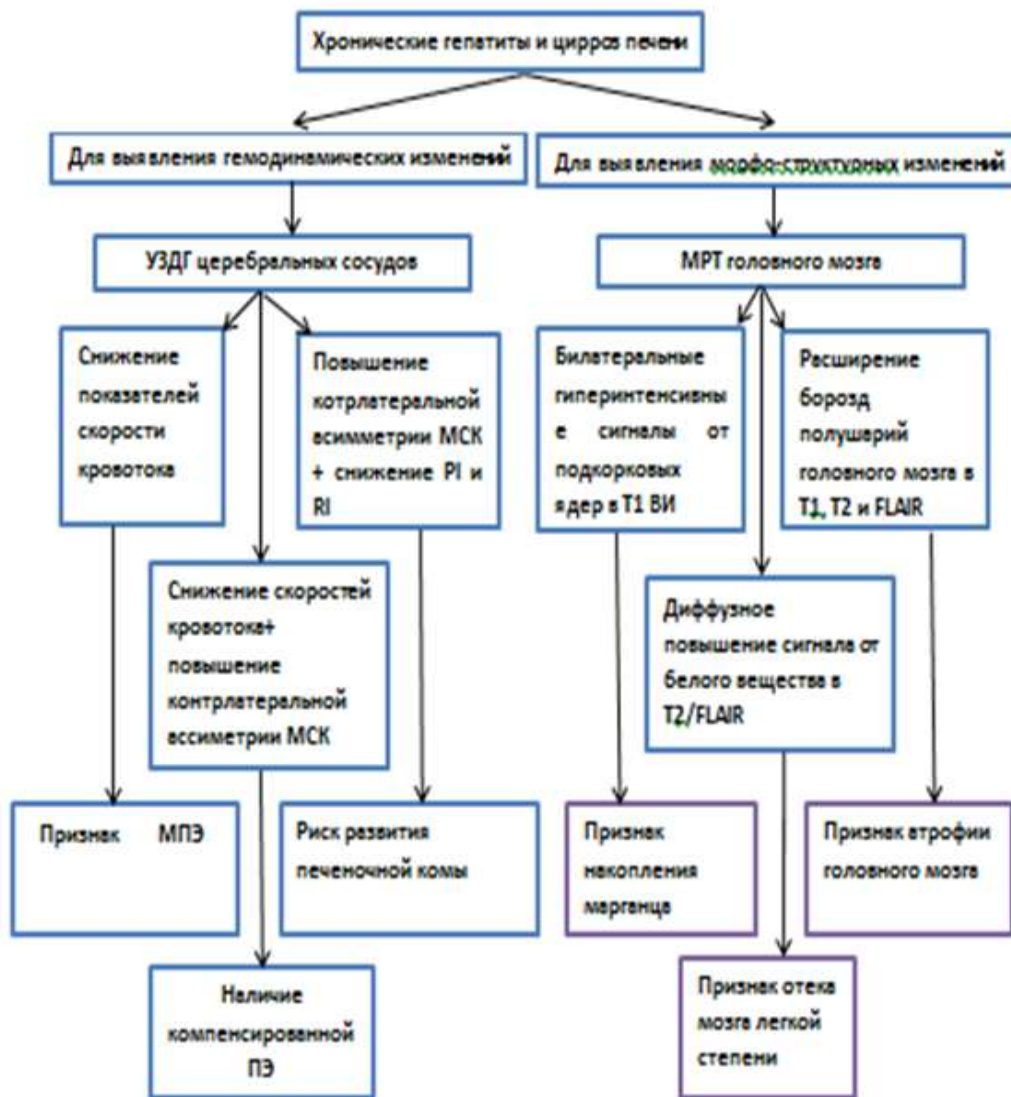 Хронические гепатиты и цирроз печени
Для выявления гемодинамических изменений
Для выявления морфо-структурных изменений
УЗДГ церебральных сосудов
МРТ головного мозга
Снижение
показателей
скорости
кровотока
Повышение
котрлатеральной
асимметрии МСК
+ снижение PI и
RI
Билатеральные
гиперинтенсивны
е сигналы от
подкорковых
ядер в Т1 ВИ
Расширение
борозд
полушарий
головного мозга в
Т1, Т2 и FLAIR
Снижение скоростей
кровотока+
повышение
контрлатеральной
ассиметрии МСК
Диффузное
повышение сигнала от
белого вещества в
Т2/FLAIR
Признак МПЭ
Риск развития
печеночной комы
Признак
накопления
марганца
Признак атрофии
головного мозга
Наличие
компенсированной
ПЭ
Признак отека
мозга легкой
степени